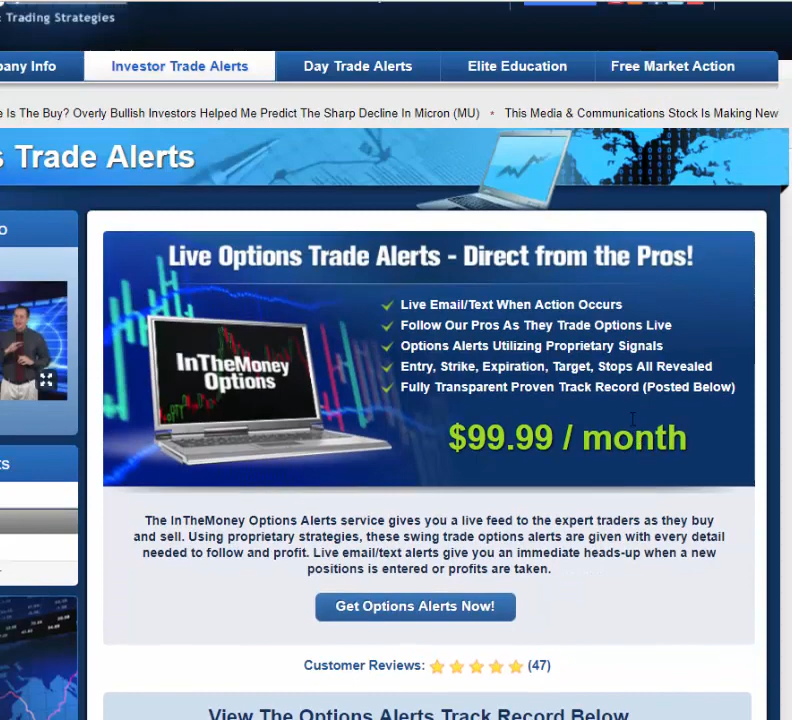 Trading Strategies
any Info
Investor Trade Alerts
Day Trade Alerts
Elite Education
Free Market Action
e Is The Buy? Overly Bullish Investors Helped Me Predict The Sharp Decline In Micron (MU) * This Media & Communications Stock Is Making New
s Trade Alerts
O
Live Options Trade Alerts - Direct from the Pros!
Live Email/Text When Action Occurs
Follow Our Pros As They Trade Options Live
Options Alerts Utilizing Proprietary Signals
Entry, Strike, Expiration, Target, Stops All Revealed
Fully Transparent Proven Track Record (Posted Below)
InTheMoney
Options
$99.99 / month
TS
The InTheMoney Options Alerts service gives you a live feed to the expert traders as they buy
and sell. Using proprietary strategies, these swing trade options alerts are given with every detail
needed to follow and profit. Live email/text alerts give you an immediate heads-up when a new
positions is entered or profits are taken.
Get Options Alerts Now!
Customer Reviews: (47)
View The Options Alerts Track Record Below